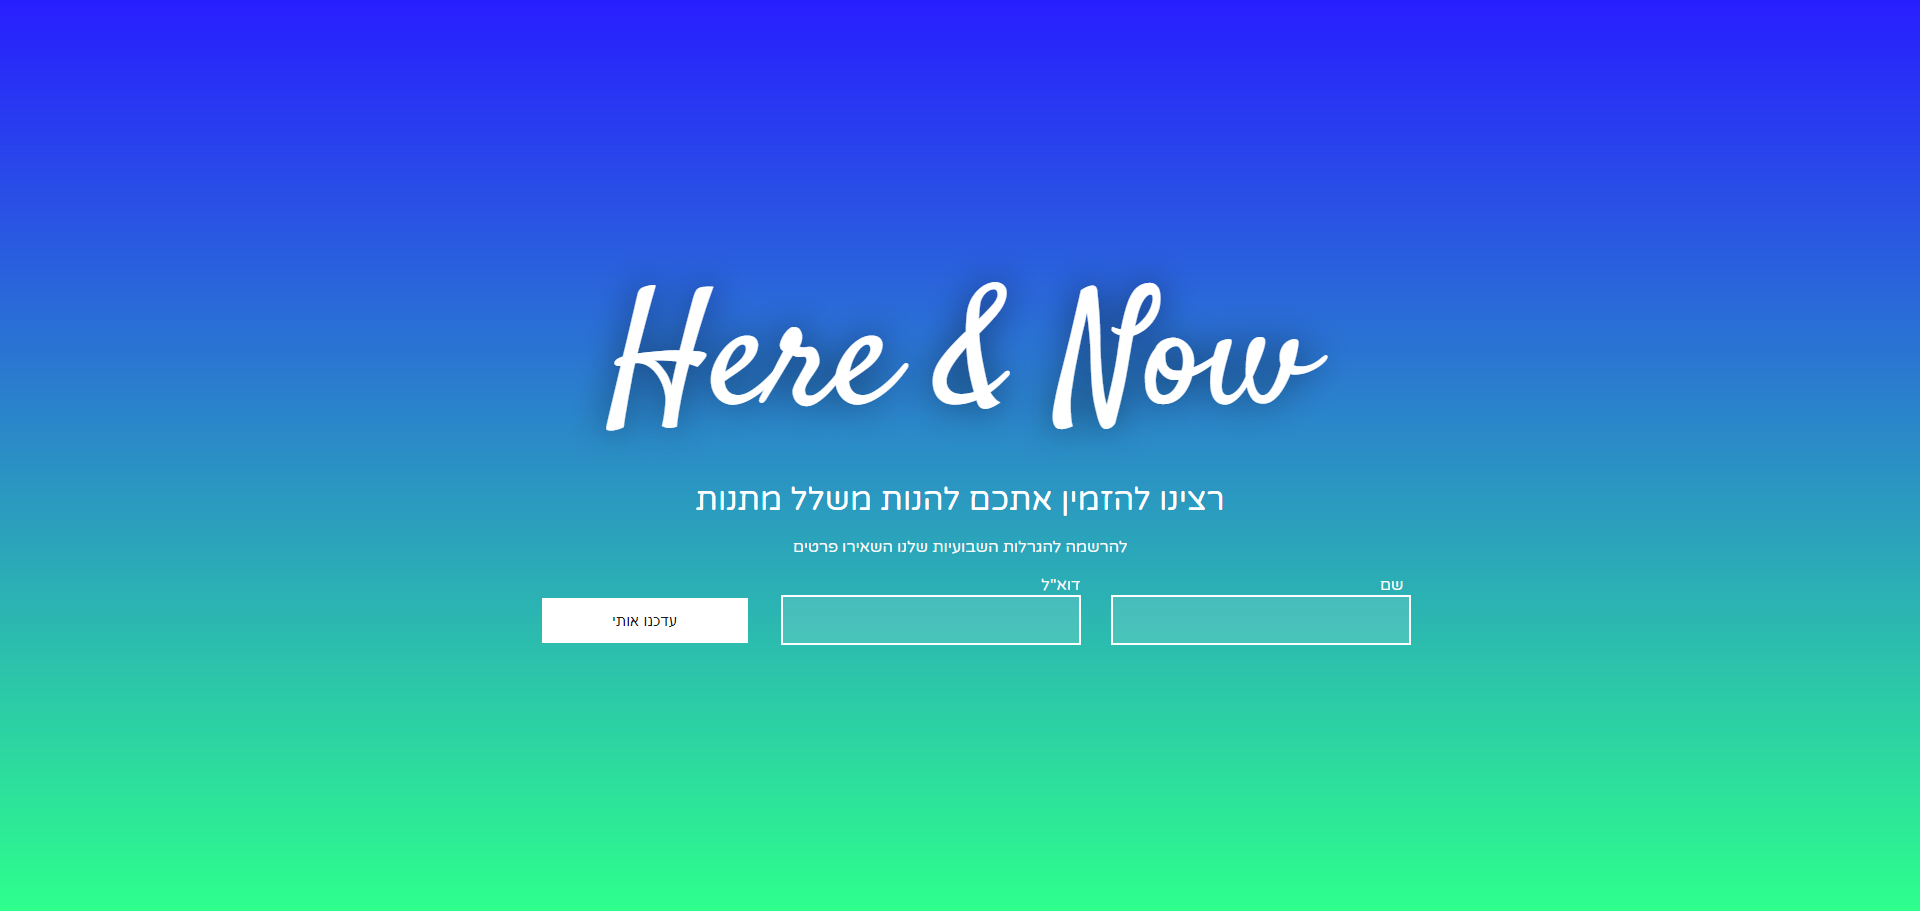 Here & Now
רצינו להזמין אתכם להנות משלל מתנות
להרשמה להגרלות השבועיות שלנו השאירו פרטים
שם
דוא"ל
עדכנו אותי